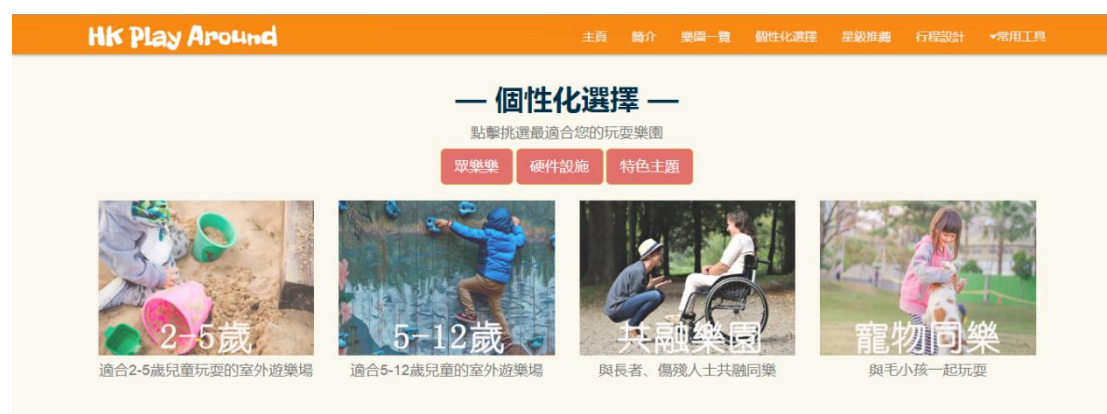 HK Play Around
主頁 簡介 樂園一覽 個性化選擇 星級推薦 行程設計 ▾常用工具
— 個性化選擇 —
點擊挑選最適合您的玩耍樂園
眾樂樂 硬件設施 特色主題
2-5歲 5-12歲 共融樂園 寵物同樂
適合2-5歲兒童玩耍的室外遊樂場 適合5-12歲兒童的室外遊樂場 與長者、傷殘人士共融同樂 與毛小孩一起玩耍